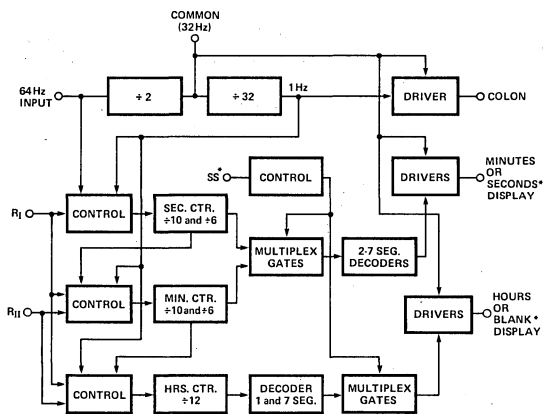 COMMON
(32Hz)
64Hz
INPUT
÷2
÷32
1Hz
DRIVER
COLON
SS*
CONTROL
MINUTES
OR
SECONDS*
DISPLAY
DRIVERS
RI
CONTROL
SEC. CTR.
÷10 and ÷6
MULTIPLEX
GATES
2-7 SEG.
DECODERS
RII
CONTROL
MIN. CTR.
÷10 and ÷6
DRIVERS
HOURS
OR
BLANK*
DISPLAY
CONTROL
HRS. CTR.
÷12
DECODER
1 and 7 SEG.
MULTIPLEX
GATES